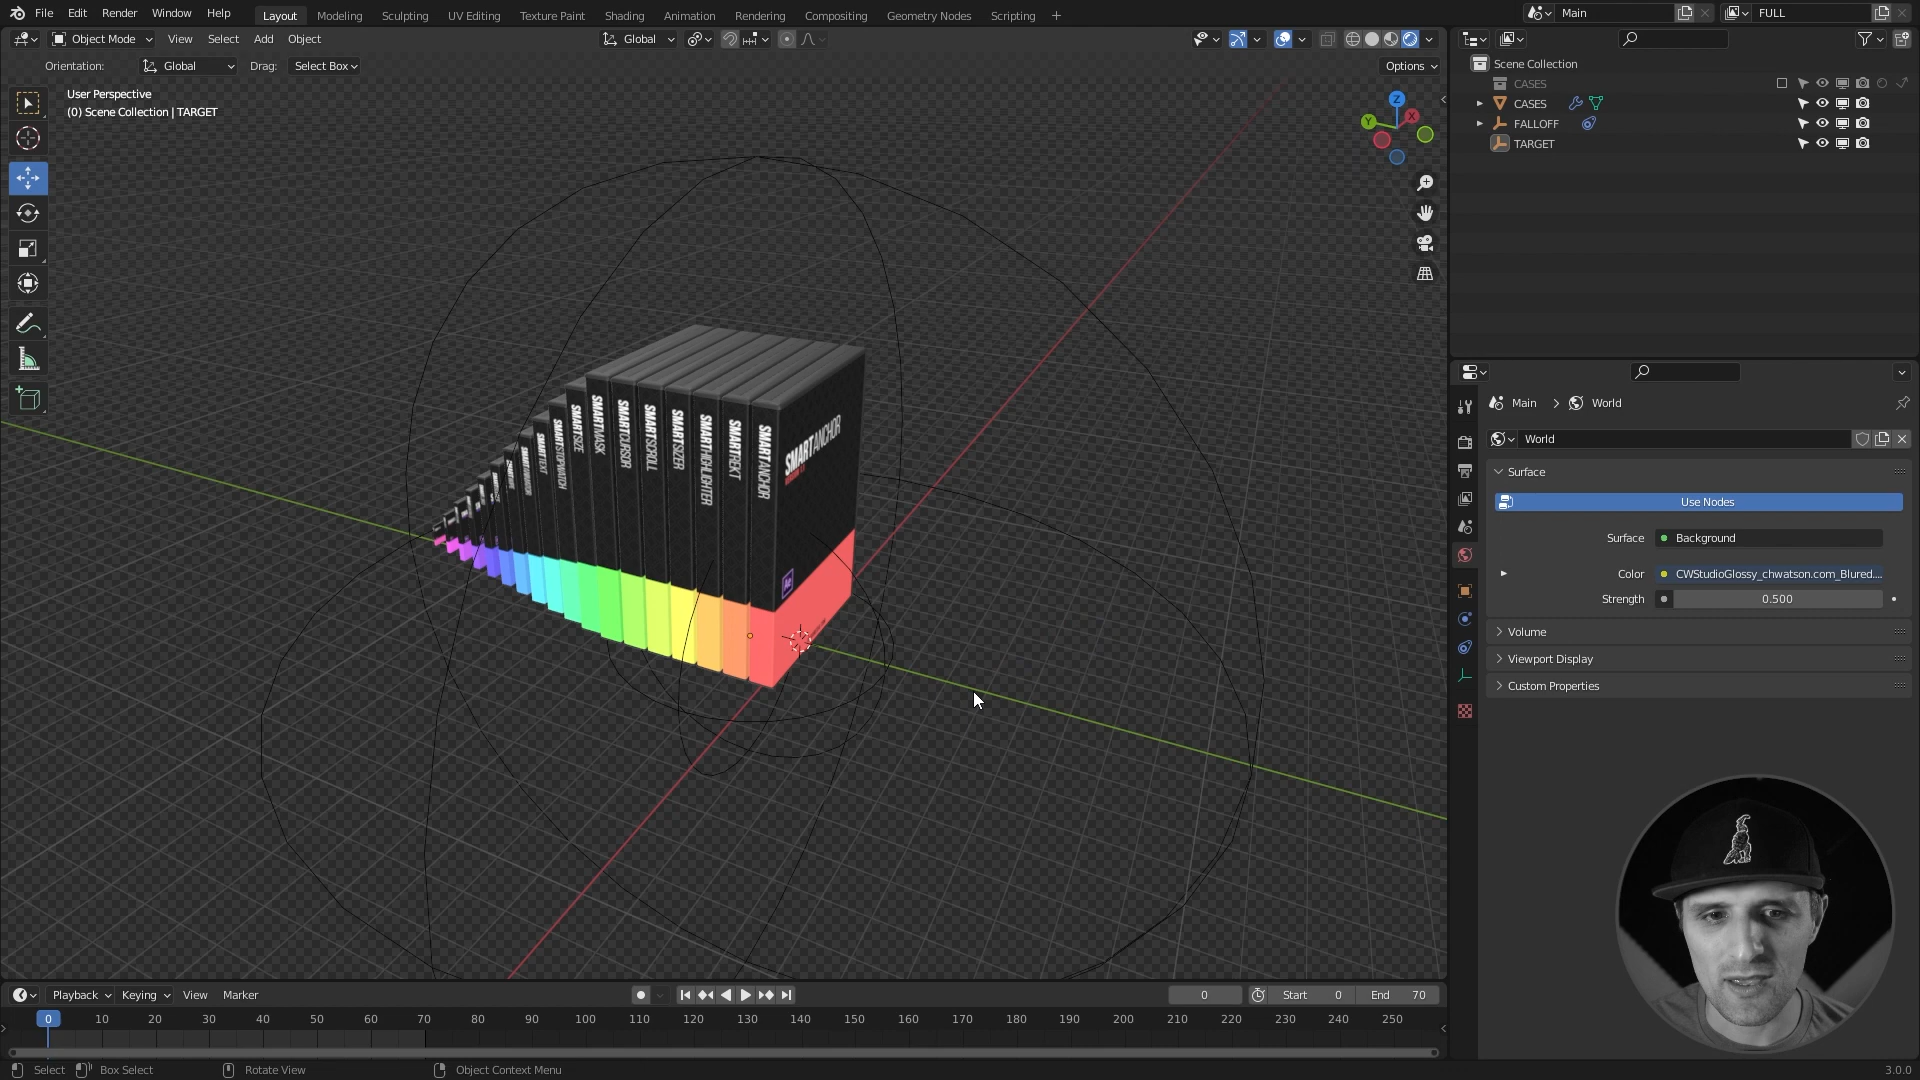 File Edit Render Window Help Layout Modeling Sculpting UV Editing Texture Paint Shading Animation Rendering Compositing Geometry Nodes Scripting + Main FULL
Object Mode View Select Add Object Global
Orientation: Global Drag: Select Box Options
User Perspective
(0) Scene Collection | TARGET
Z
Y
X
SMARTSTOPWATCH
SMARTSIZE
SMARTMASK
SMARTCURSOR
SMARTSCROLL
SMARTSIZER
SMARTHIGHLIGHTER
SMARTREKT
SMARTANCHOR
SMARTANCHOR
Ae
SMARTTEXT
Scene Collection
CASES
CASES
FALLOFF
TARGET
Main > World
World
Surface
Use Nodes
Surface Background
Color CWStudioGlossy_chwatson.com_Blured....
Strength 0.500
Volume
Viewport Display
Custom Properties
Playback Keying View Marker 0 Start 0 End 70
0 10 20 30 40 50 60 70 80 90 100 110 120 130 140 150 160 170 180 190 200 210 220 230 240 250
Select Box Select Rotate View Object Context Menu 3.0.0